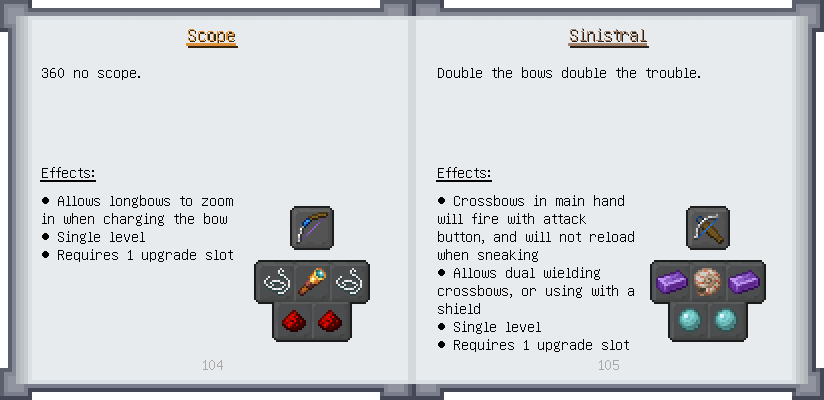 Scope
360 no scope.
Effects:
● Allows longbows to zoom
in when charging the bow
● Single level
● Requires 1 upgrade slot
104
Sinistral
Double the bows double the trouble.
Effects:
● Crossbows in main hand
will fire with attack
button, and will not reload
when sneaking
● Allows dual wielding
crossbows, or using with a
shield
● Single level
● Requires 1 upgrade slot
105